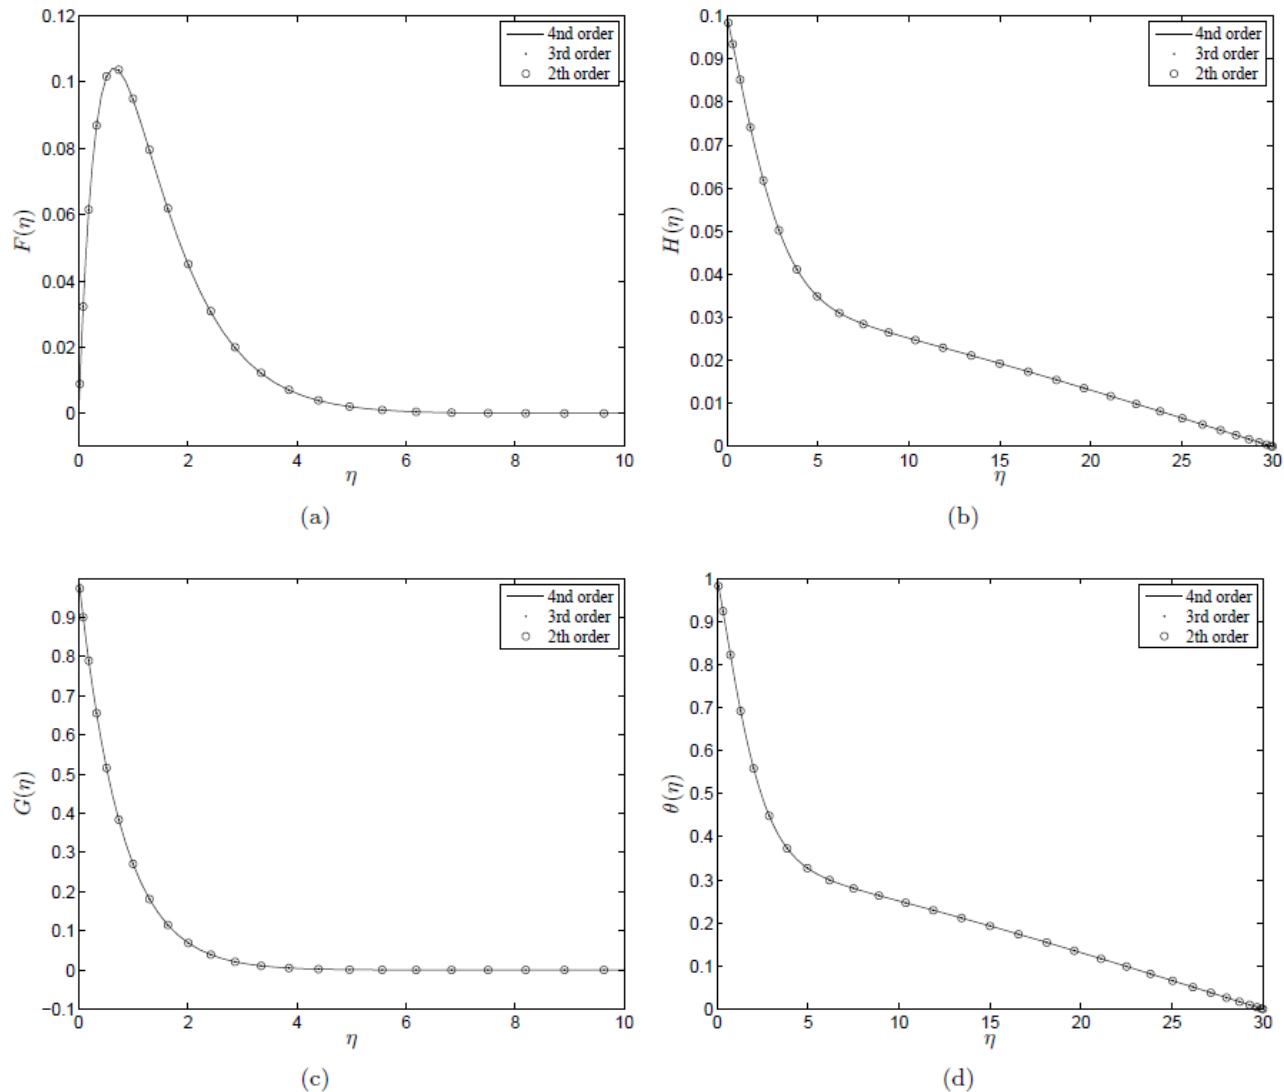 0.12
0.1
0.08
0.06
0.04
0.02
0
F(η)
0 2 4 6 8 10
η
4nd order
3rd order
2th order
(a)
0.1
0.09
0.08
0.07
0.06
0.05
0.04
0.03
0.02
0.01
0
H(η)
0 5 10 15 20 25 30
η
4nd order
3rd order
2th order
(b)
0.9
0.8
0.7
0.6
0.5
0.4
0.3
0.2
0.1
0
−0.1
G(η)
0 2 4 6 8 10
η
4nd order
3rd order
2th order
(c)
1
0.9
0.8
0.7
0.6
0.5
0.4
0.3
0.2
0.1
0
θ(η)
0 5 10 15 20 25 30
η
4nd order
3rd order
2th order
(d)